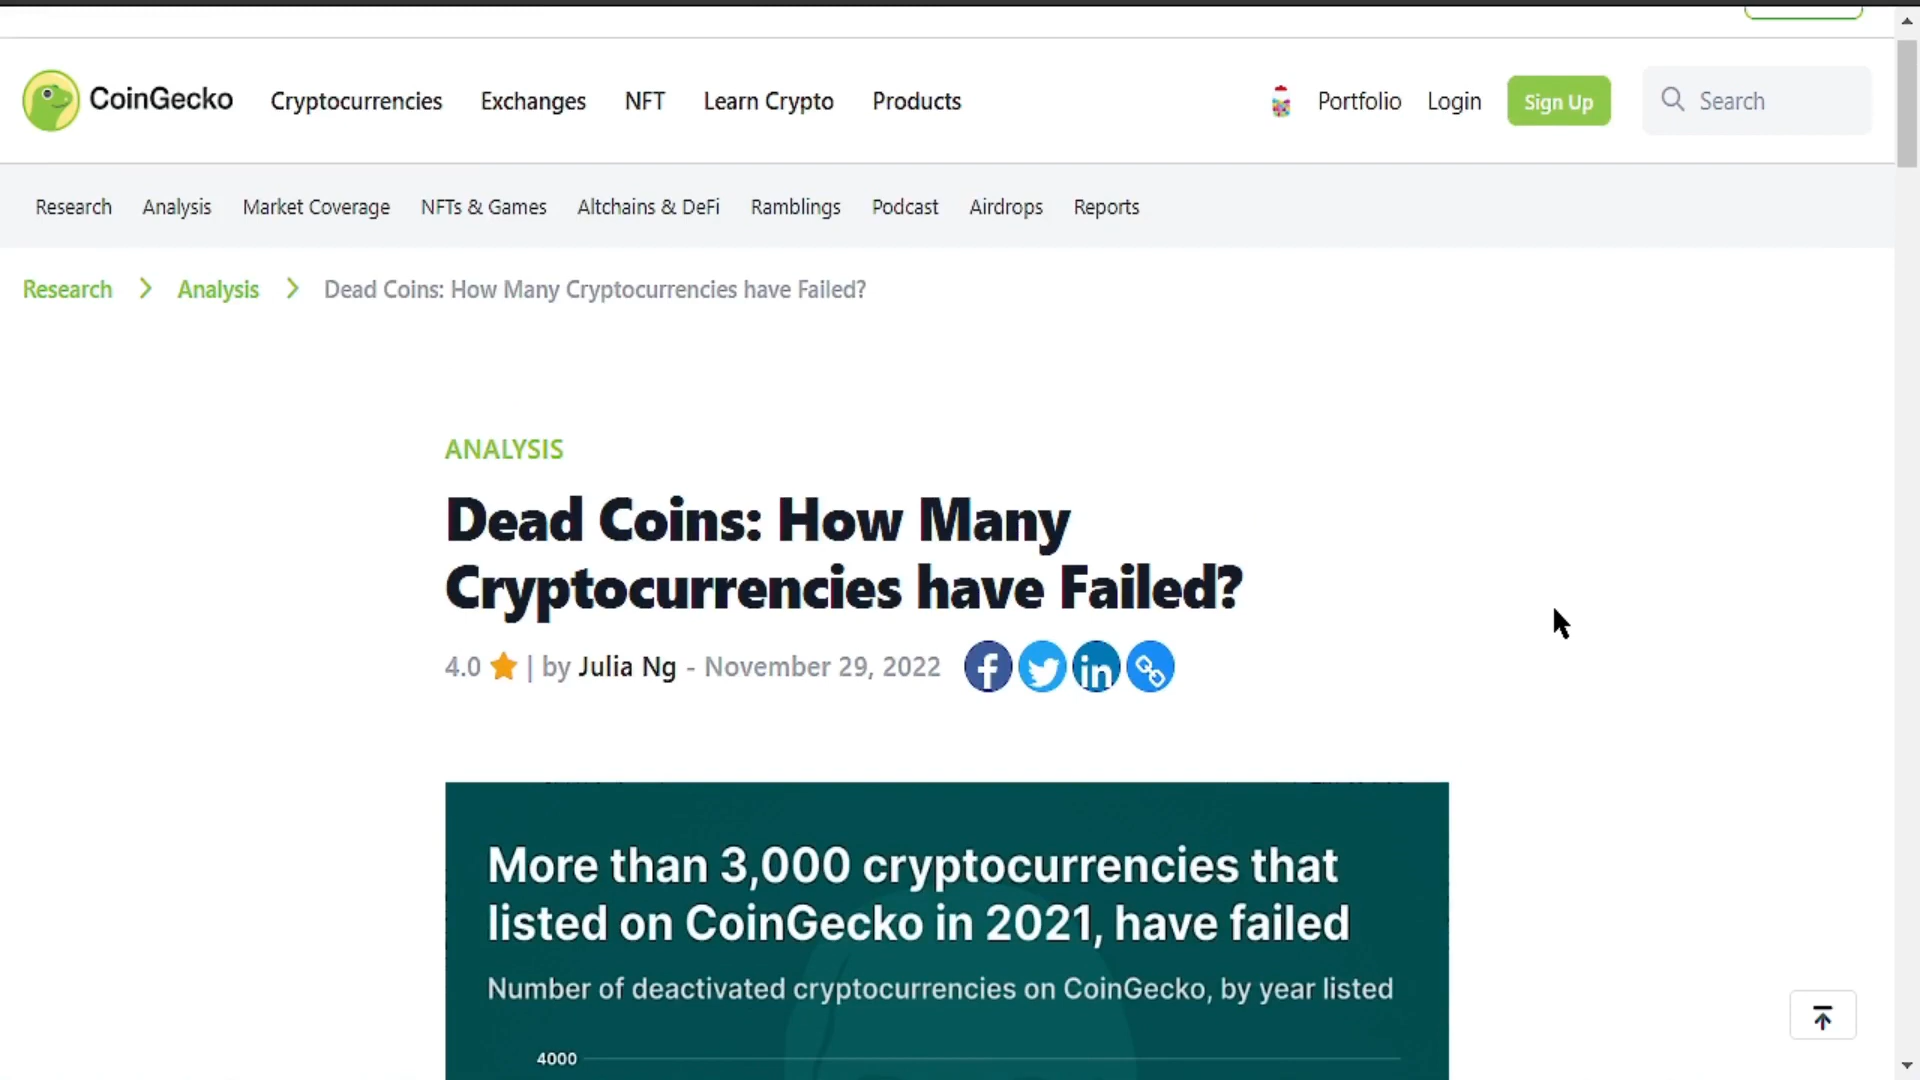 CoinGecko Cryptocurrencies Exchanges NFT Learn Crypto Products Portfolio Login Sign Up Search
Research Analysis Market Coverage NFTs & Games Altchains & DeFi Ramblings Podcast Airdrops Reports
Research > Analysis > Dead Coins: How Many Cryptocurrencies have Failed?
ANALYSIS
Dead Coins: How Many
Cryptocurrencies have Failed?
4.0 | by Julia Ng - November 29, 2022
More than 3,000 cryptocurrencies that
listed on CoinGecko in 2021, have failed
Number of deactivated cryptocurrencies on CoinGecko, by year listed
4000